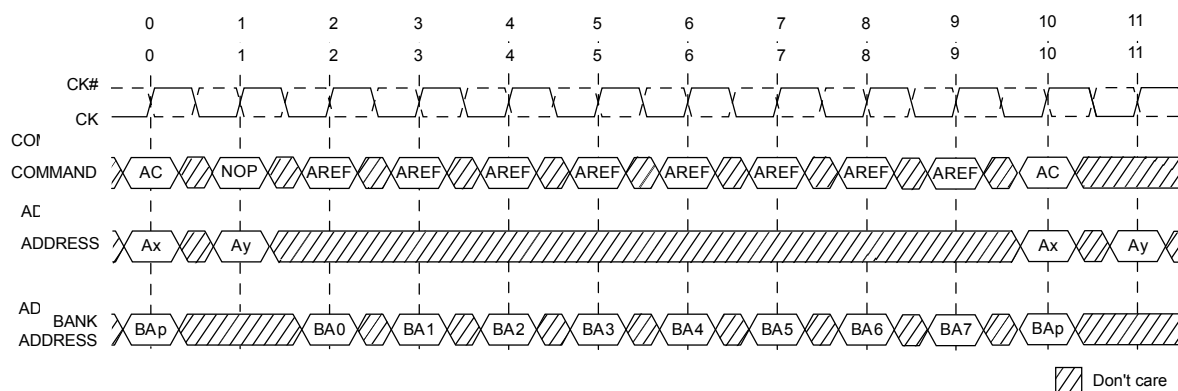 0 1 2 3 4 5 6 7 8 9 10 11
0 1 2 3 4 5 6 7 8 9 10 11
CK#
CK
COM
COMMAND AC NOP AREF AREF AREF AREF AREF AREF AREF AREF AC
AD
ADDRESS Ax Ay Ax Ay
AD
BANK
ADDRESS BAp BA0 BA1 BA2 BA3 BA4 BA5 BA6 BA7 BAp
Don't care